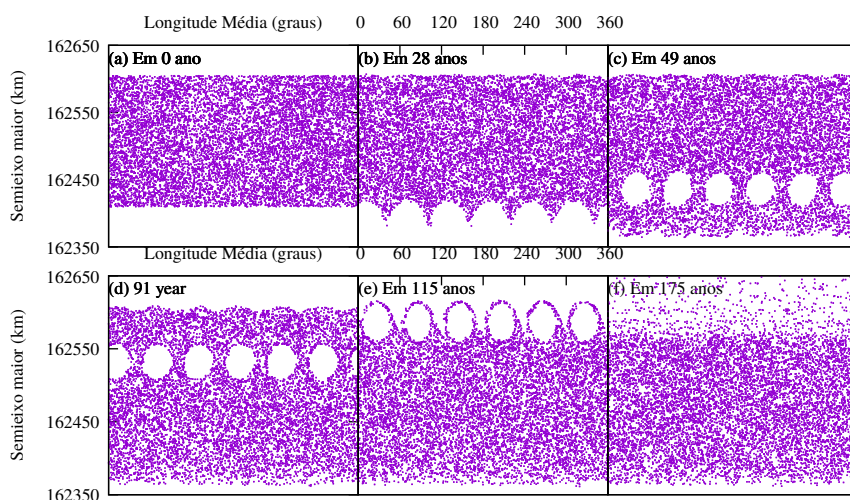 Longitude Média (graus) 0 60 120 180 240 300 360
162650
(a) Em 0 ano (b) Em 28 anos (c) Em 49 anos
162550
Semieixo maior (km)
162450
162350
Longitude Média (graus) 0 60 120 180 240 300 360
162650
(d) 91 year (e) Em 115 anos (f) Em 175 anos
162550
Semieixo maior (km)
162450
162350